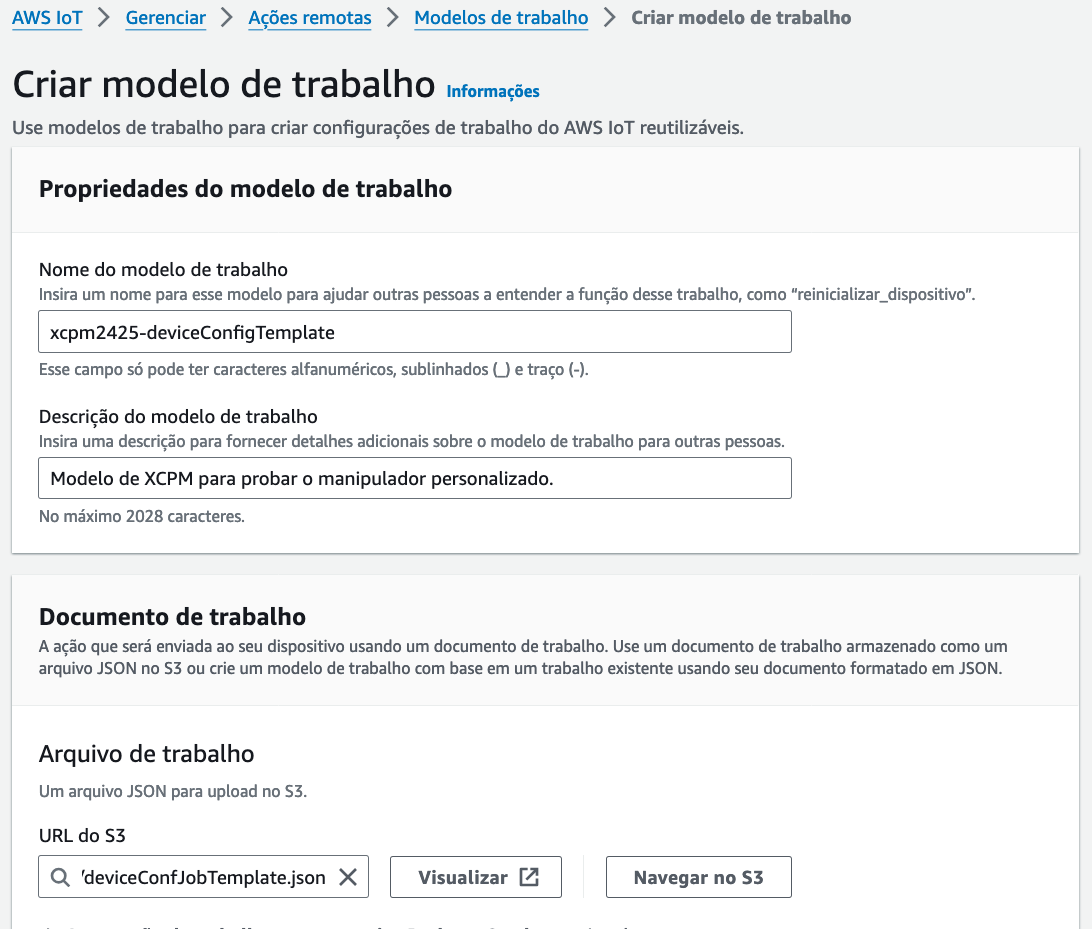 AWS IoT > Gerenciar > Ações remotas > Modelos de trabalho > Criar modelo de trabalho
Criar modelo de trabalho Informações
Use modelos de trabalho para criar configurações de trabalho do AWS IoT reutilizáveis.
Propriedades do modelo de trabalho
Nome do modelo de trabalho
Insira um nome para esse modelo para ajudar outras pessoas a entender a função desse trabalho, como “reinicializar_dispositivo”.
xcpm2425-deviceConfigTemplate
Esse campo só pode ter caracteres alfanuméricos, sublinhados (_) e traço (-).
Descrição do modelo de trabalho
Insira uma descrição para fornecer detalhes adicionais sobre o modelo de trabalho para outras pessoas.
Modelo de XCPM para probar o manipulador personalizado.
No máximo 2028 caracteres.
Documento de trabalho
A ação que será enviada ao seu dispositivo usando um documento de trabalho. Use um documento de trabalho armazenado como um
arquivo JSON no S3 ou crie um modelo de trabalho com base em um trabalho existente usando seu documento formatado em JSON.
Arquivo de trabalho
Um arquivo JSON para upload no S3.
URL do S3
/deviceConfJobTemplate.json Visualizar Navegar no S3